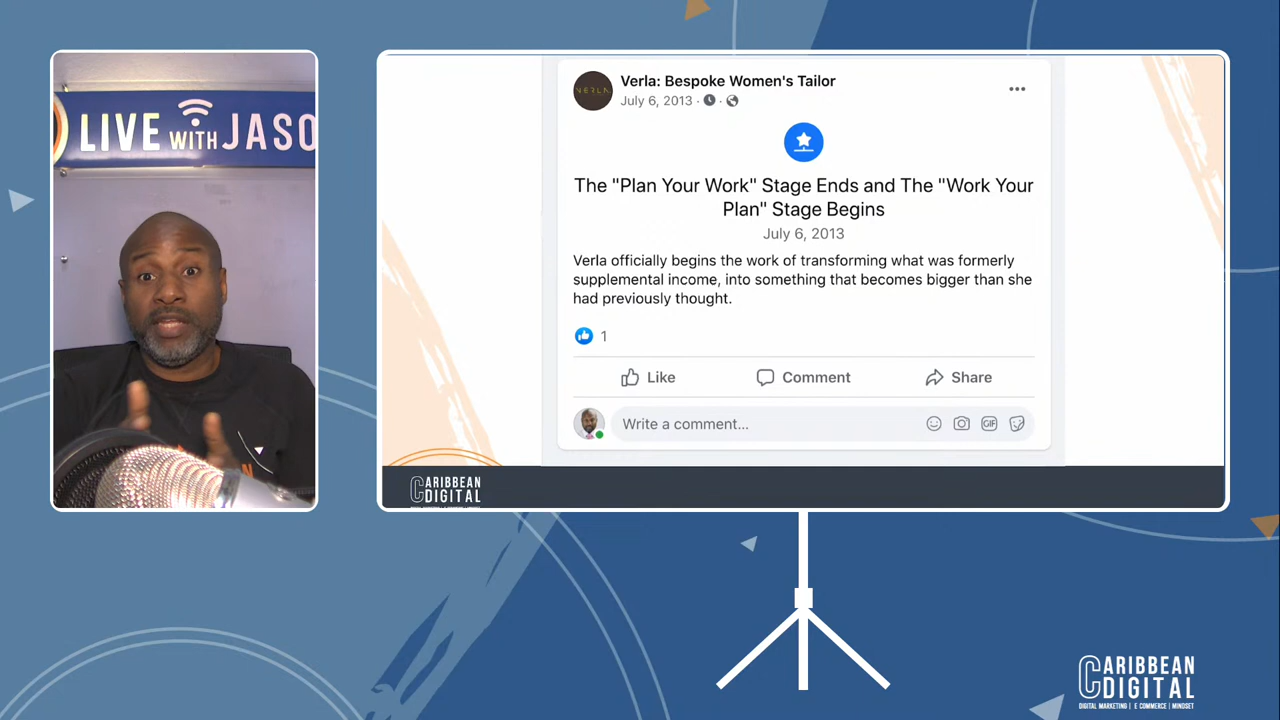 LIVE WITH JASO
Verla: Bespoke Women's Tailor
July 6, 2013
The "Plan Your Work" Stage Ends and The "Work Your
Plan" Stage Begins
July 6, 2013
Verla officially begins the work of transforming what was formerly
supplemental income, into something that becomes bigger than she
had previously thought.
1
Like
Comment
Share
Write a comment...
GIF
CARIBBEAN
DIGITAL
CARIBBEAN
DIGITAL
DIGITAL MARKETING | E COMMERCE | MINDSET